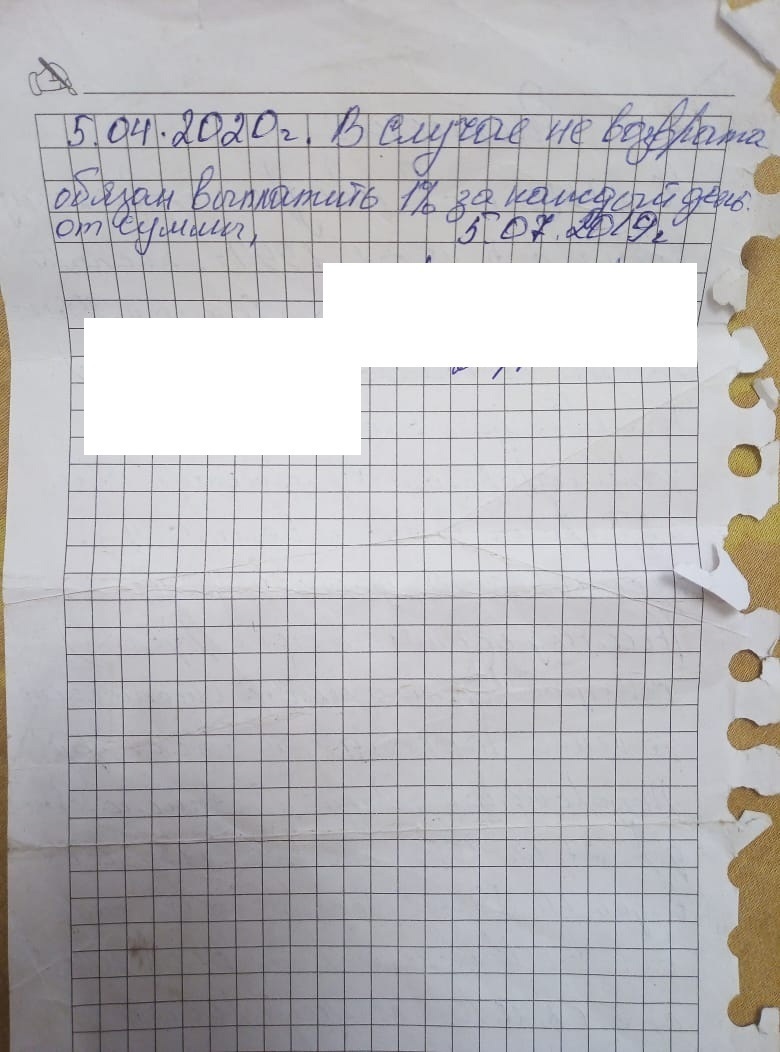 5.04.2020г. В случае не возврата
обязан выплатить 1% за каждый день
от суммы,
5.07.2019г